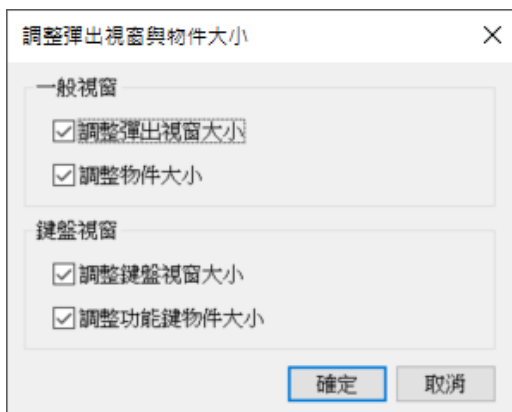 調整彈出視窗與物件大小
一般視窗
調整彈出視窗大小
調整物件大小
鍵盤視窗
調整鍵盤視窗大小
調整功能鍵物件大小
確定 取消